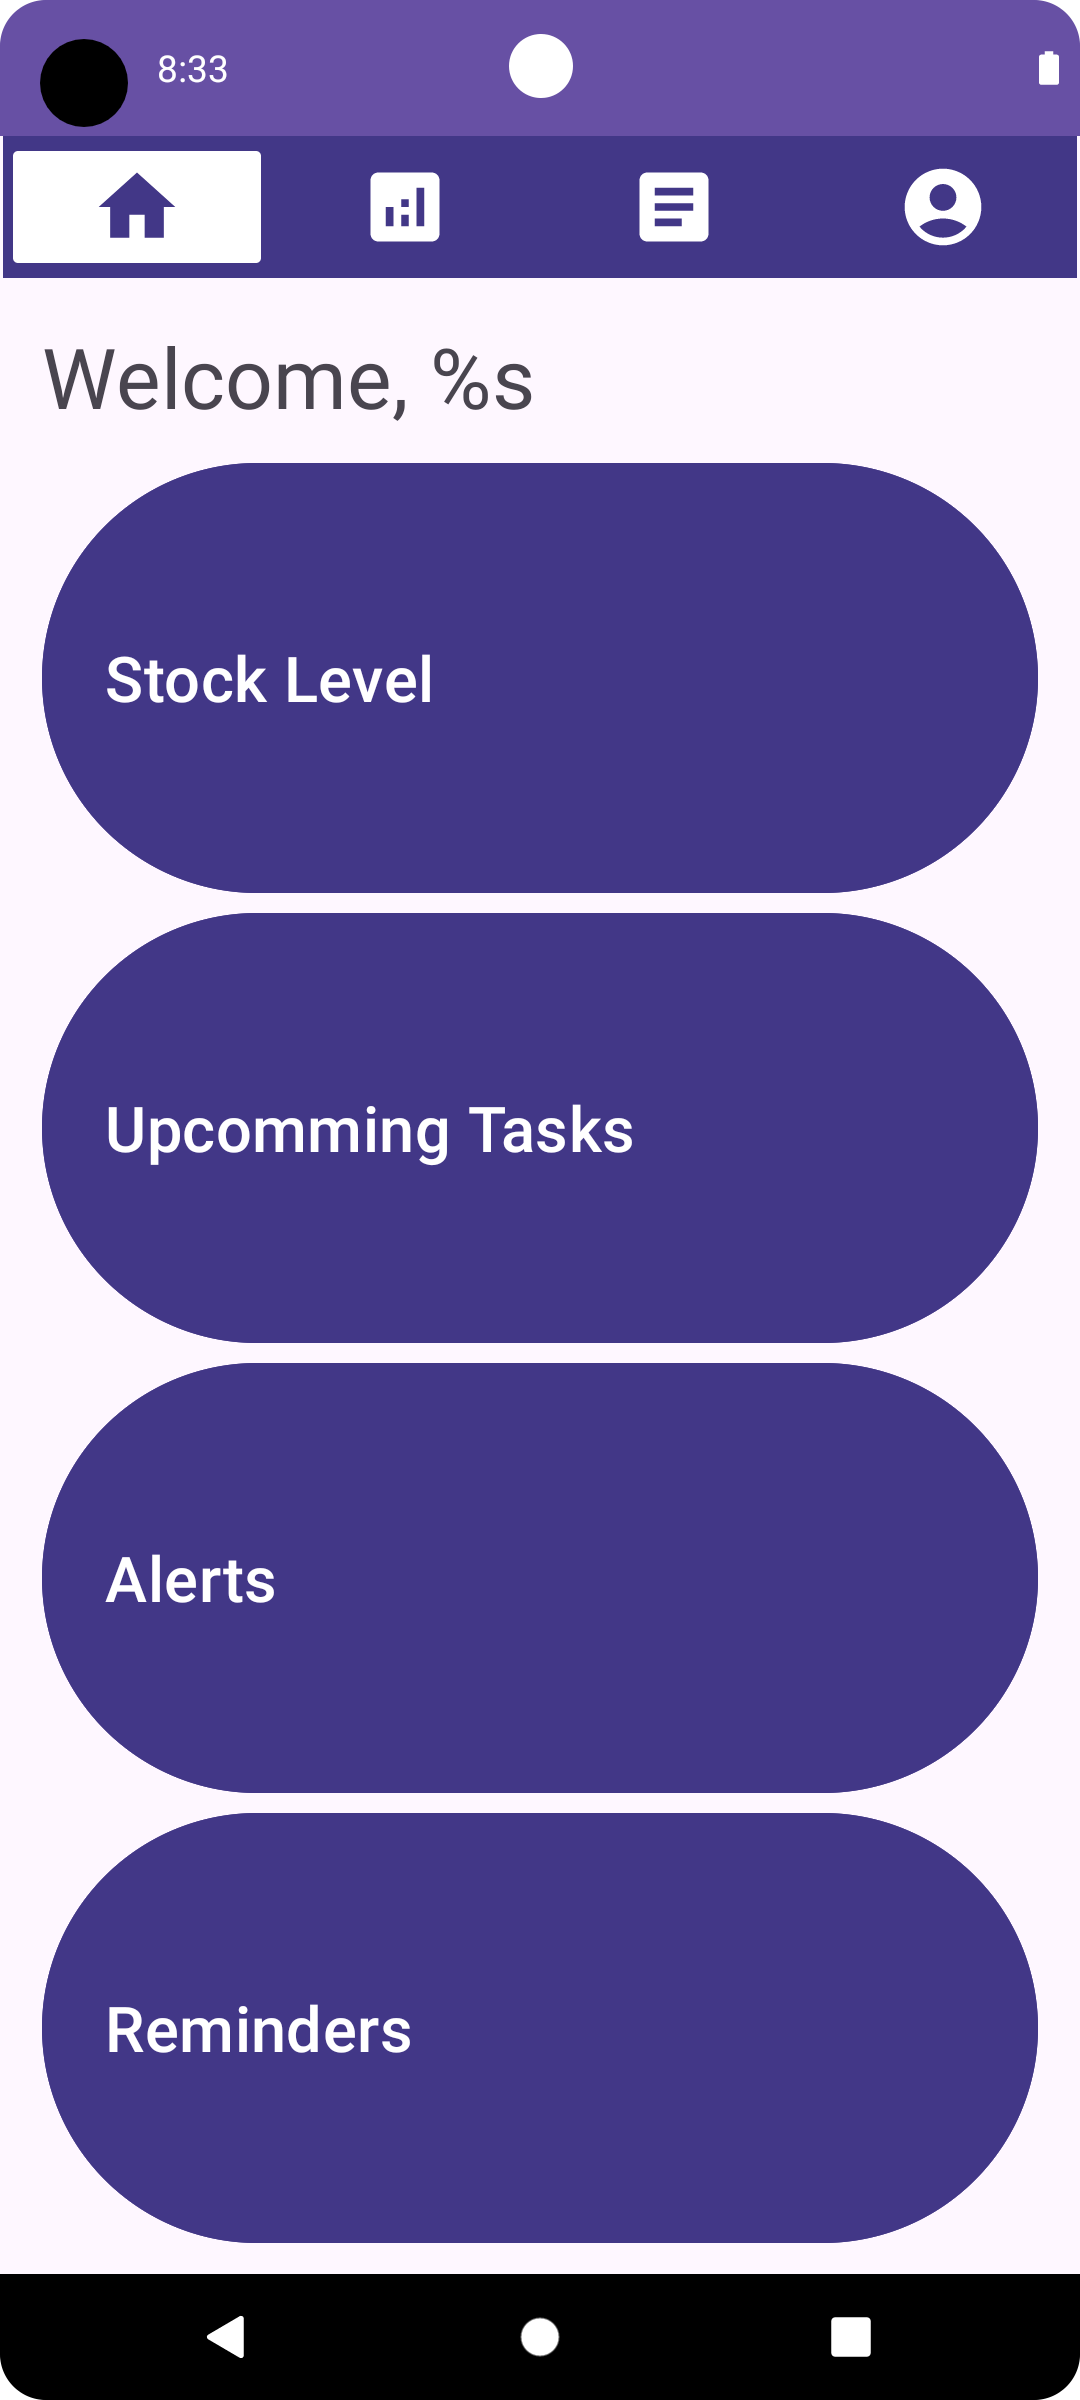 8:33
Welcome, %s
Stock Level
Upcomming Tasks
Alerts
Reminders